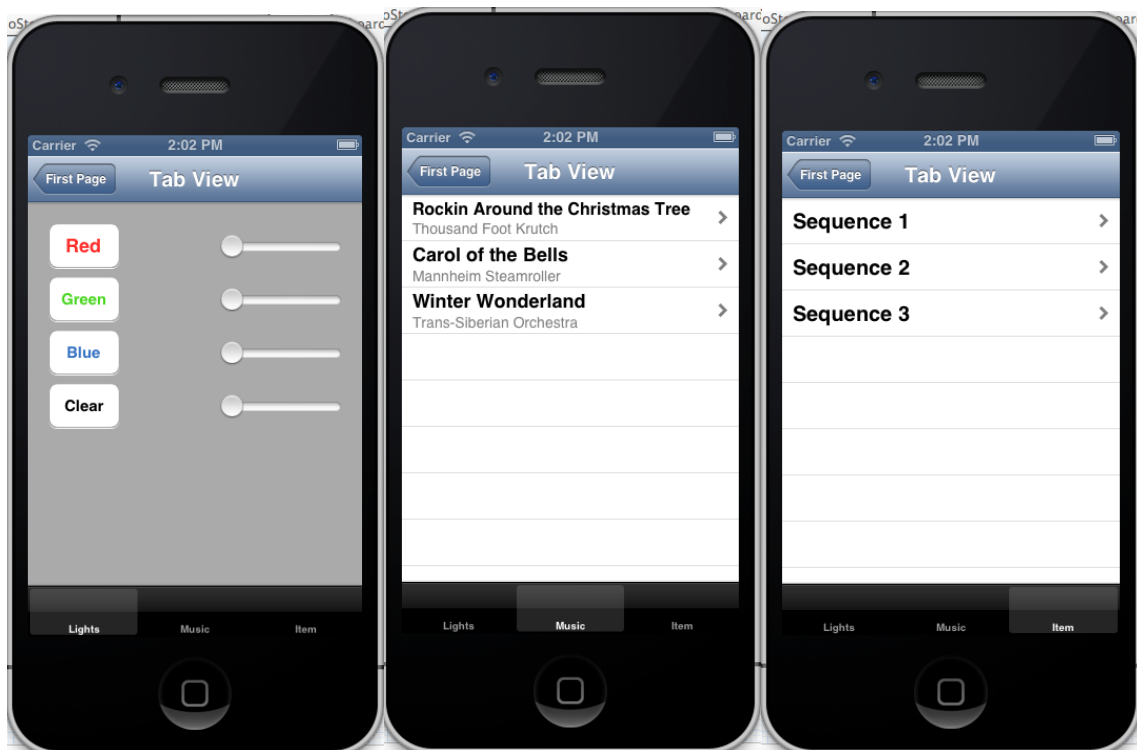 Carrier 2:02 PM
First Page Tab View
Red
Green
Blue
Clear
Lights Music Item
Carrier 2:02 PM
First Page Tab View
Rockin Around the Christmas Tree
Thousand Foot Krutch
Carol of the Bells
Mannheim Steamroller
Winter Wonderland
Trans-Siberian Orchestra
Lights Music Item
Carrier 2:02 PM
First Page Tab View
Sequence 1
Sequence 2
Sequence 3
Lights Music Item